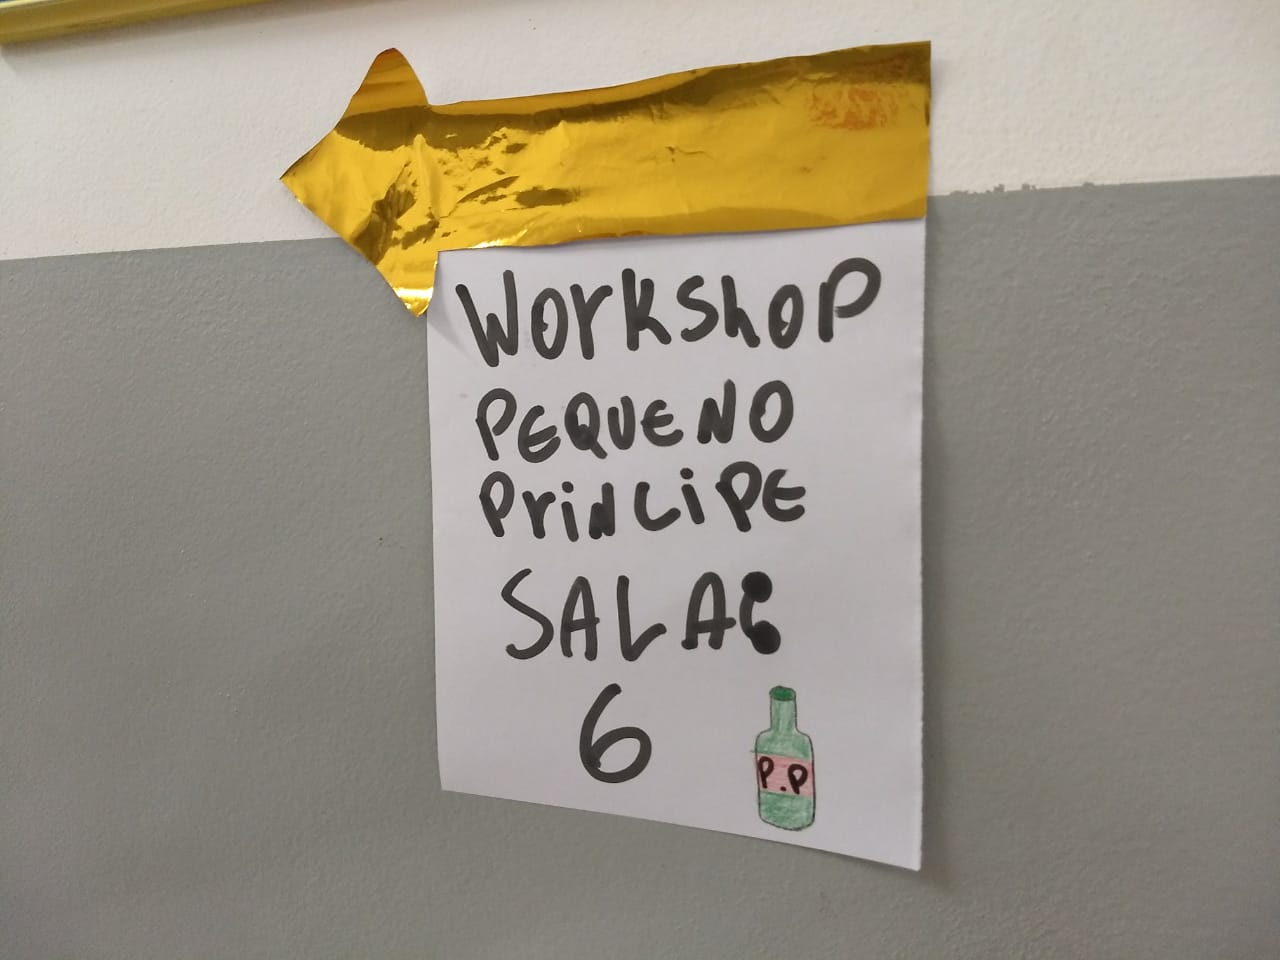 Workshop
PEQUENO
PrINCiPE
SALA:
6
P.P